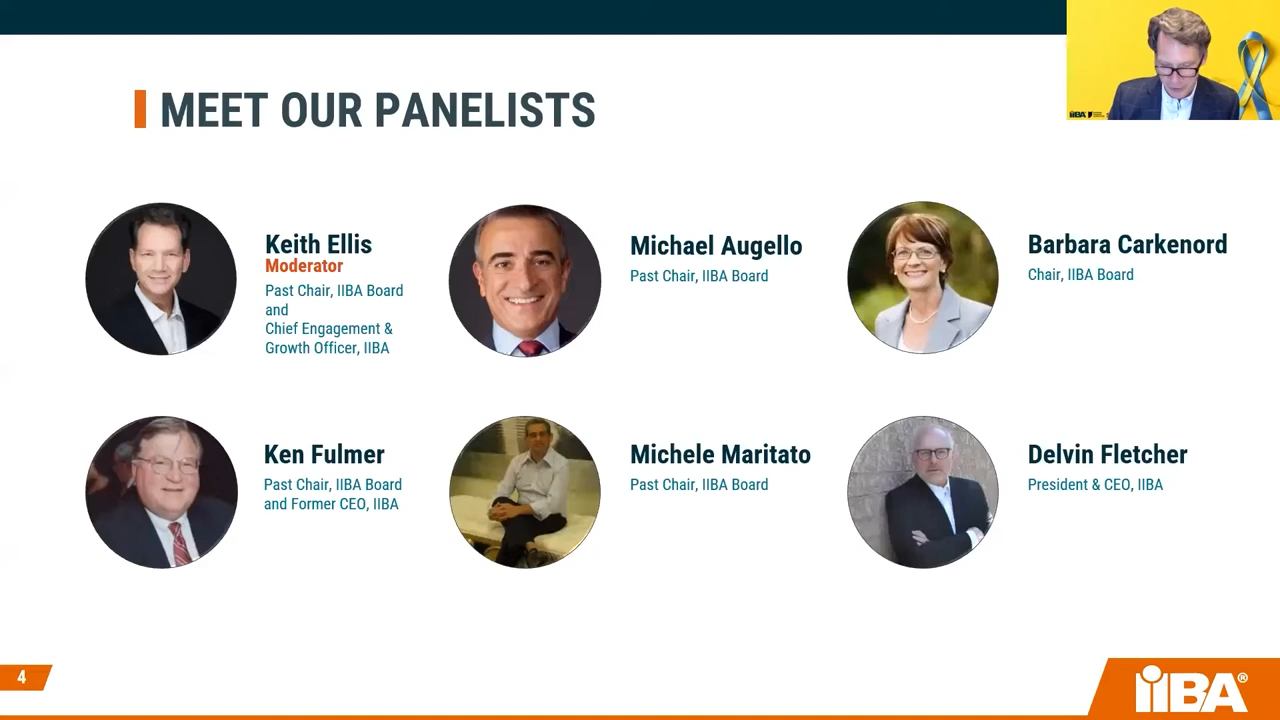 MEET OUR PANELISTS
IIBA
Keith Ellis
Moderator
Past Chair, IIBA Board
and
Chief Engagement &
Growth Officer, IIBA
Michael Augello
Past Chair, IIBA Board
Barbara Carkenord
Chair, IIBA Board
Ken Fulmer
Past Chair, IIBA Board
and Former CEO, IIBA
Michele Maritato
Past Chair, IIBA Board
Delvin Fletcher
President & CEO, IIBA
4
IIBA®